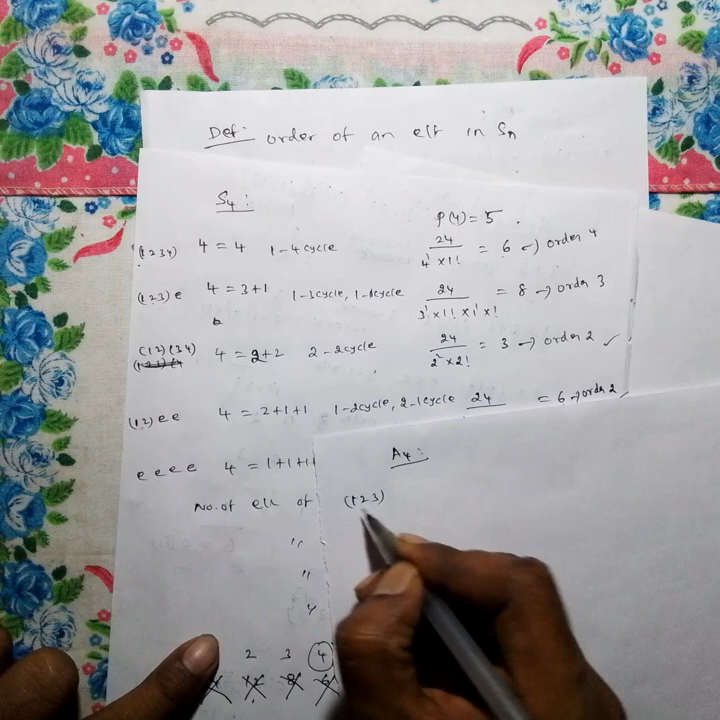 Def: order of an elt in Sn
S4:
P(4) = 5.
(1234) 4 = 4 1-4cycle 24 / 4¹×1! = 6 → order 4
(123)e 4 = 3+1 1-3cycle, 1-1cycle 24 / 3¹×1!×1¹×1! = 8 → order 3
(12)(34) 4 = 2+2 2-2cycle 24 / 2²×2! = 3 → order 2 ✓
(12)ee 4 = 2+1+1 1-2cycle, 2-1cycle 24 = 6 → order 2
eeee 4 = 1+1+1
A4:
No. of elt of
(123)
"
"
"
2 3 4